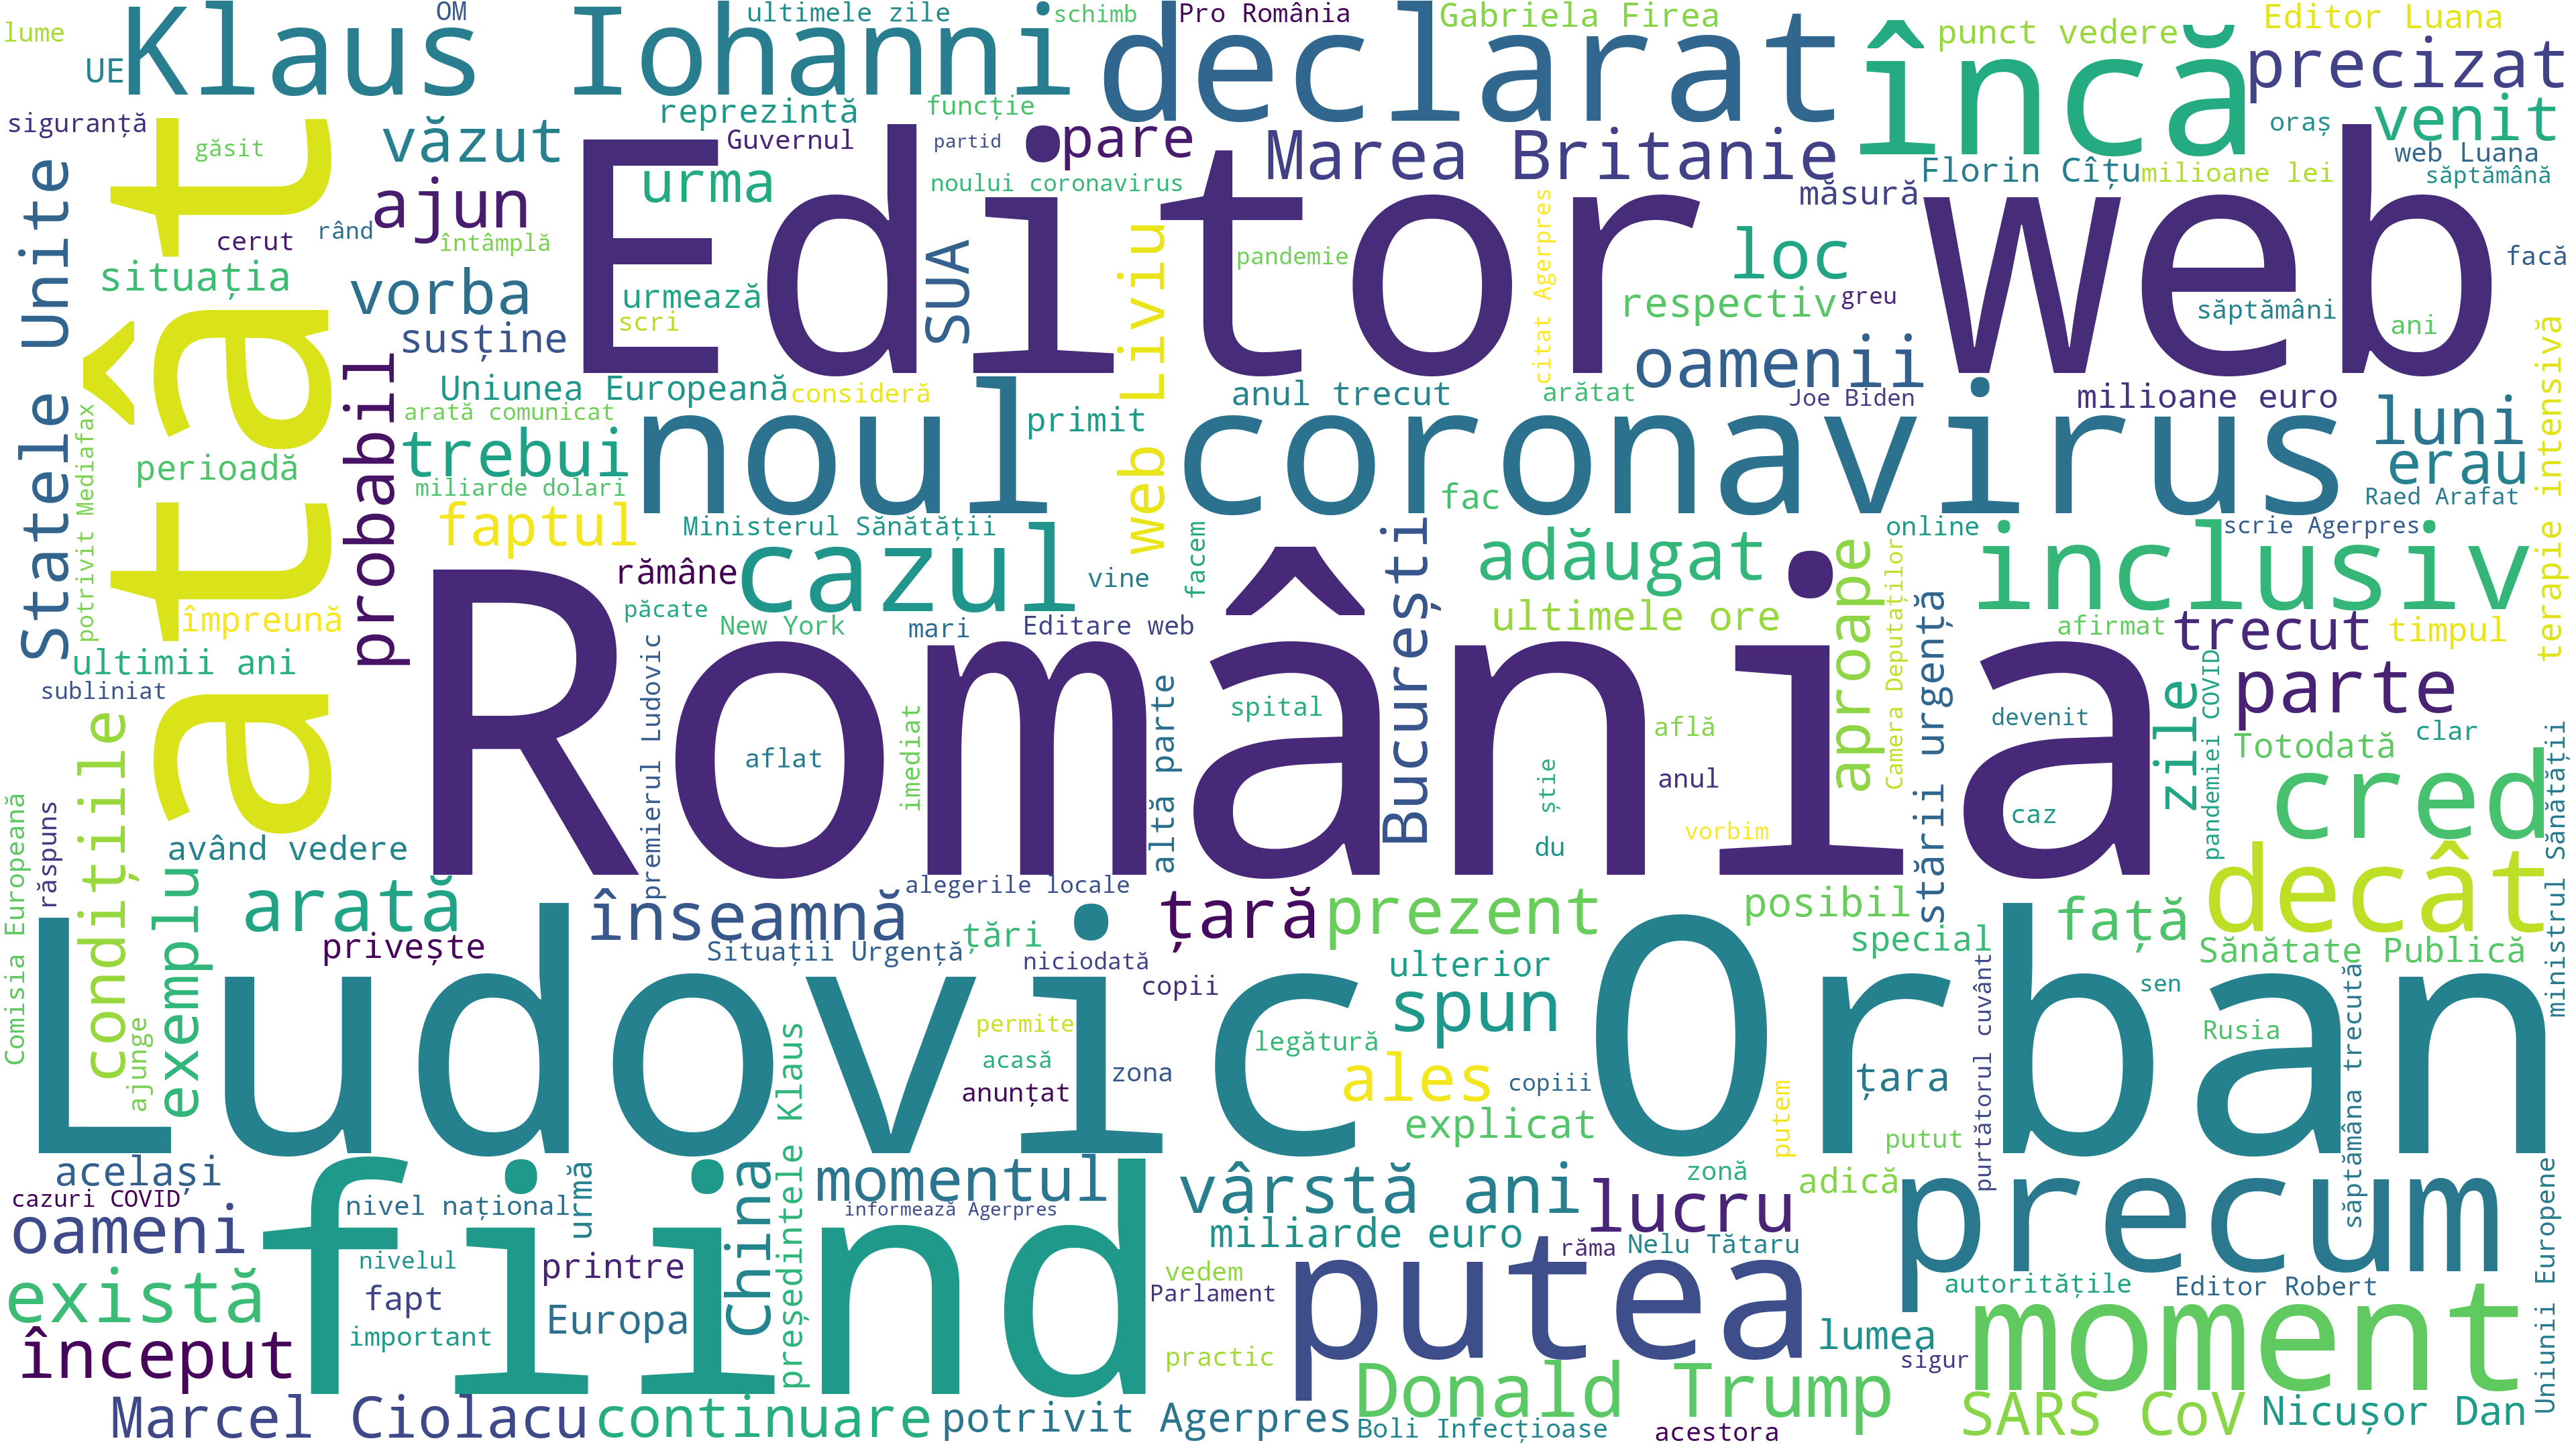 lume
OM
ultimele zile
schimb
Pro România
Gabriela Firea
Editor Luana
Klaus Iohanni
declarat
încă
punct vedere
precizat
UE
siguranță
găsit
reprezintă
funcție
Guvernul
partid
pare
Marea Britanie
venit
oraș
văzut
ajun
urma
noului coronavirus
Florin Cîțu
milioane lei
web Luana
săptămână
măsură
cerut
rând
întâmplă
Editor web
Statele Unite
atât
situația
vorba
urmează
scri
susține
SUA
web Liviu
pandemie
citat Agerpres
loc
respectiv
greu
oamenii
săptămâni
ani
facă
Uniunea Europeană
consideră
arată comunicat
anul trecut
arătat
Joe Biden
milioane euro
terapie intensivă
potrivit Mediafax
perioadă
probabil
trebui
noul coronavirus
primit
luni
erau
miliarde dolari
faptul
Ministerul Sănătății
cazul
fac
facem
București
adăugat
online
scrie Agerpres
Raed Arafat
inclusiv
rămâne
vine
păcate
New York
mari
Editare web
ultimele ore
aproape
Camera Deputaților
stării urgență
afirmat
trecut
timpul
împreună
ultimii ani
subliniat
România
premierul Ludovic
aflat
imediat
altă parte
spital
află
anul
du
știe
vorbim
devenit
caz
zile
pandemiei COVID
parte
Totodată
clar
cred
ministrul Sănătății
Comisia Europeană
răspuns
condițiile
având vedere
exemplu
arată
privește
înseamnă
alegerile locale
Situații Urgență
țări
niciodată
copii
țară
prezent
posibil
special
față
decât
Sănătate Publică
ulterior
spun
Ludovic Orban
permite
acasă
anunțat
zona
legătură
ales
copiii
explicat
putem
țara
putut
purtătorul cuvânt
sen
Rusia
săptămâna trecută
ajunge
președintele Klaus
același
cazuri COVID
nivel național
urmă
China
momentul
informează Agerpres
vârstă ani
zonă
lucru
adică
precum
oameni
fiind
nivelul
fapt
printre
Europa
important
miliarde euro
răma
Nelu Tătaru
vedem
Parlament
putea
autoritățile
Editor Robert
Uniunii Europene
există
început
practic
lumea
sigur
moment
Marcel Ciolacu
continuare
potrivit Agerpres
Donald Trump
Boli Infecțioase
acestora
SARS CoV
Nicușor Dan